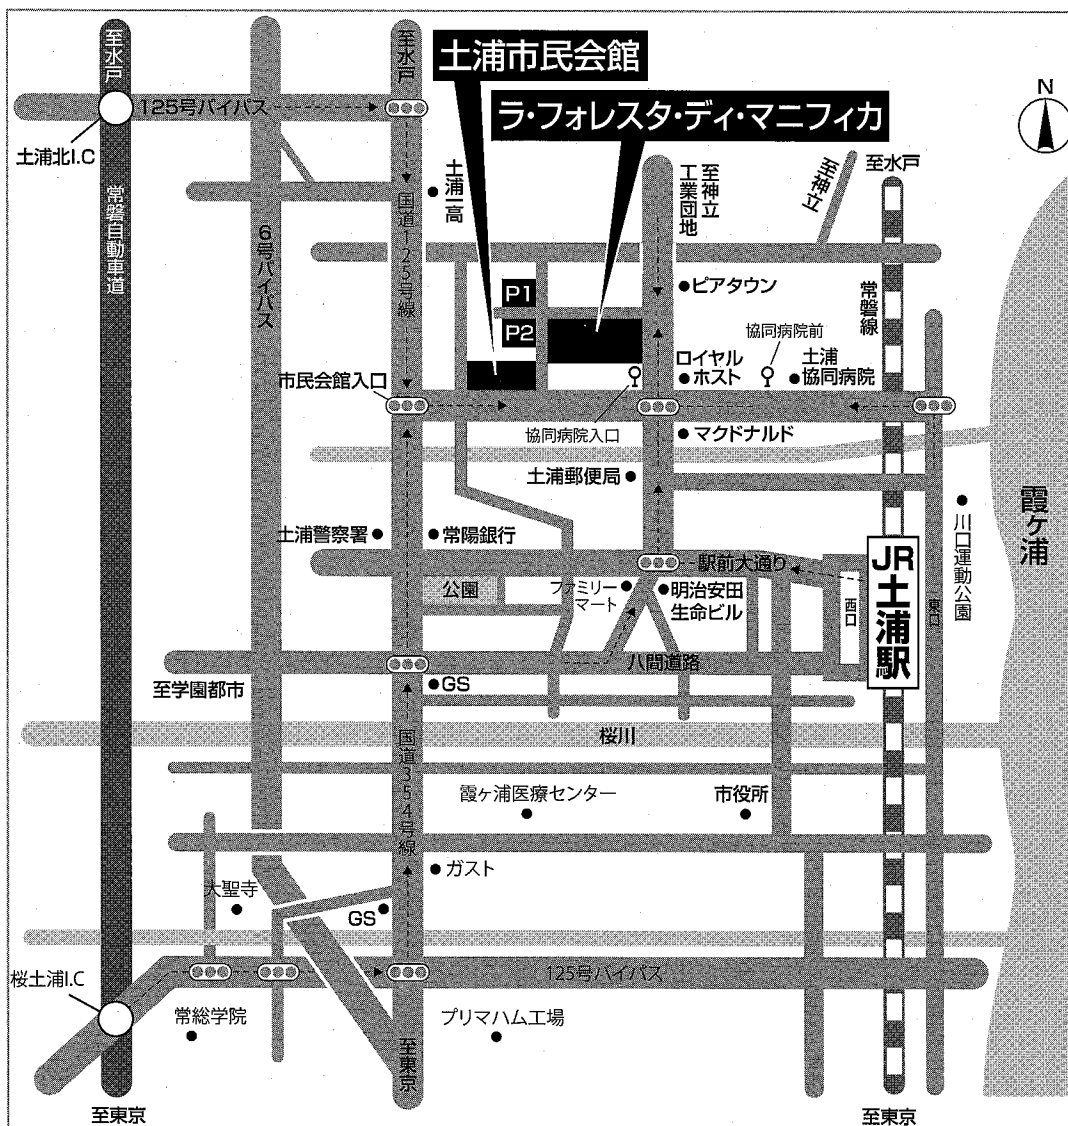 土浦市民会館
ラ・フォレスタ・ディ・マニフィカ
N
至水戸
至水戸
125号バイパス
土浦北I.C
常磐自動車道
6号バイパス
国道125号線
土浦一高
至神立
工業団地
至神立
至水戸
P1
P2
ピアタウン
常磐線
協同病院前
ロイヤル
ホスト
土浦
協同病院
市民会館入口
協同病院入口
マクドナルド
土浦郵便局
霞ヶ浦
川口運動公園
土浦警察署
常陽銀行
駅前大通り
JR土浦駅
西口
東口
公園
ファミリー
マート
明治安田
生命ビル
八間道路
至学園都市
GS
桜川
国道354号線
霞ヶ浦医療センター
市役所
ガスト
大聖寺
GS
桜土浦I.C
125号バイパス
常総学院
プリマハム工場
至東京
至東京
至東京